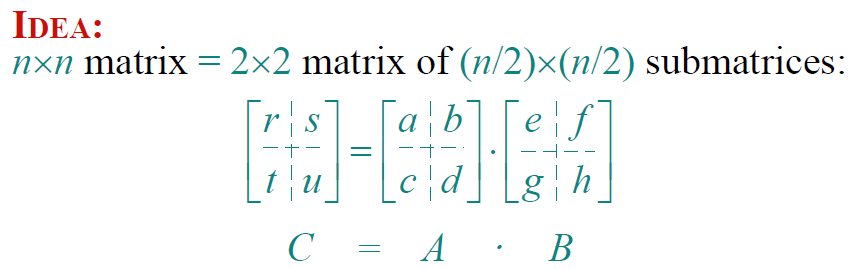 IDEA:
n×n matrix = 2×2 matrix of (n/2)×(n/2) submatrices:
[r s] = [a b] · [e f]
[t u] [c d] [g h]
C = A · B